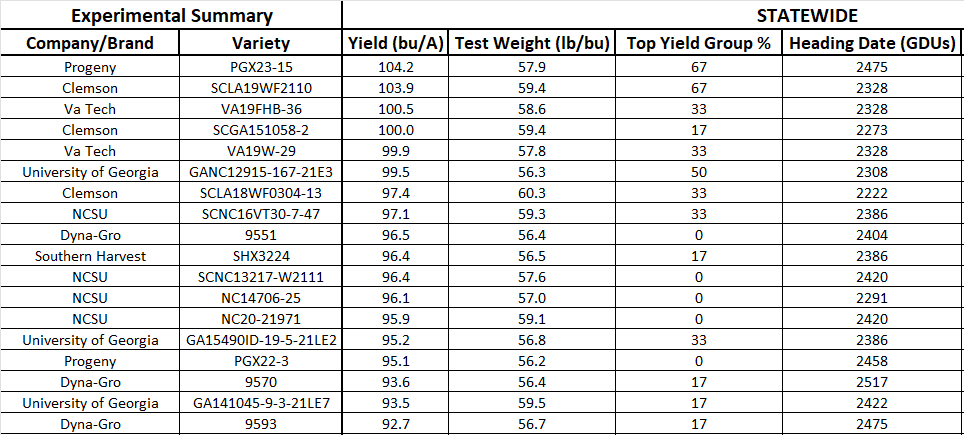 Experimental Summary STATEWIDE
Company/Brand Variety Yield (bu/A) Test Weight (lb/bu) Top Yield Group % Heading Date (GDUs)
Progeny PGX23-15 104.2 57.9 67 2475
Clemson SCLA19WF2110 103.9 59.4 67 2328
Va Tech VA19FHB-36 100.5 58.6 33 2328
Clemson SCGA151058-2 100.0 59.4 17 2273
Va Tech VA19W-29 99.9 57.8 33 2328
University of Georgia GANC12915-167-21E3 99.5 56.3 50 2308
Clemson SCLA18WF0304-13 97.4 60.3 33 2222
NCSU SCNC16VT30-7-47 97.1 59.3 33 2386
Dyna-Gro 9551 96.5 56.4 0 2404
Southern Harvest SHX3224 96.4 56.5 17 2386
NCSU SCNC13217-W2111 96.4 57.6 0 2420
NCSU NC14706-25 96.1 57.0 0 2291
NCSU NC20-21971 95.9 59.1 0 2420
University of Georgia GA15490ID-19-5-21LE2 95.2 56.8 33 2386
Progeny PGX22-3 95.1 56.2 0 2458
Dyna-Gro 9570 93.6 56.4 17 2517
University of Georgia GA141045-9-3-21LE7 93.5 59.5 17 2422
Dyna-Gro 9593 92.7 56.7 17 2475